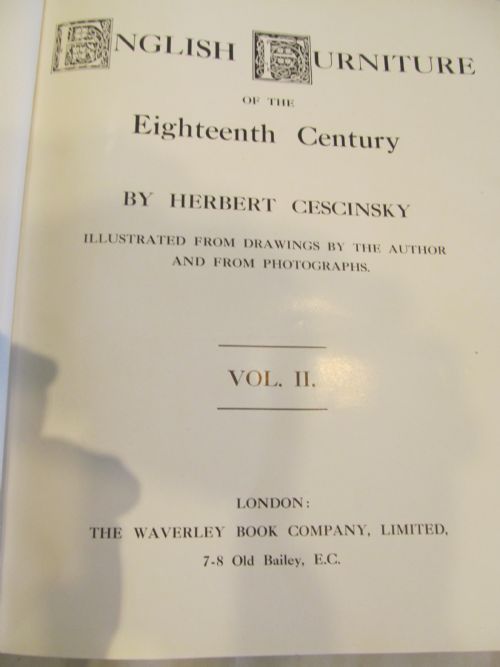 ENGLISH FURNITURE
OF THE
Eighteenth Century
BY HERBERT CESCINSKY
ILLUSTRATED FROM DRAWINGS BY THE AUTHOR
AND FROM PHOTOGRAPHS.
VOL. II.
LONDON:
THE WAVERLEY BOOK COMPANY, LIMITED,
7-8 Old Bailey, E.C.